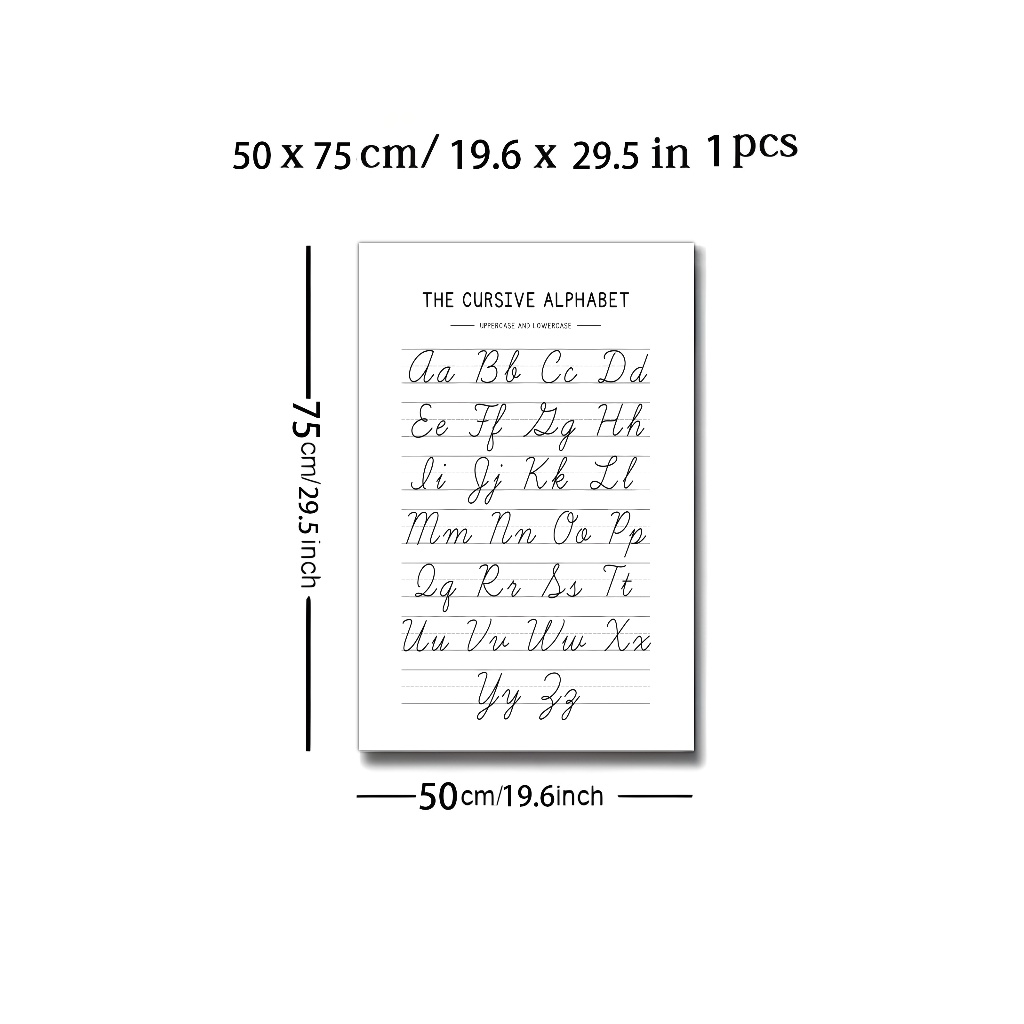 50 x 75 cm/ 19.6 x 29.5 in 1 pcs
THE CURSIVE ALPHABET
UPPERCASE AND LOWERCASE
Aa Bb Cc Dd
Ee Ff Gg Hh
Ii Jj Kk Ll
Mm Nn Oo Pp
Qq Rr Ss Tt
Uu Vv Ww Xx
Yy Zz
75cm/29.5inch
50cm/19.6inch